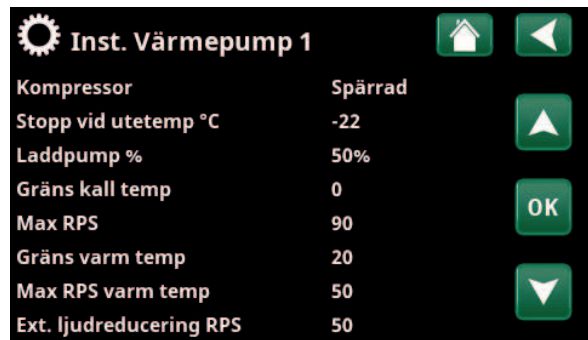 Inst. Värmepump 1
Kompressor Spärrad
Stopp vid utetemp °C -22
Laddpump % 50%
Gräns kall temp 0
Max RPS 90
OK
Gräns varm temp 20
Max RPS varm temp 50
Ext. ljudreducering RPS 50